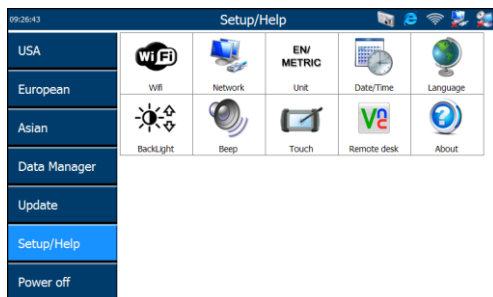 09:26:43
Setup/Help
USA
European
Asian
Data Manager
Update
Setup/Help
Power off
WiFi
EN/
METRIC
Wifi
Network
Unit
Date/Time
Language
V2
BackLight
Beep
Touch
Remote desk
About